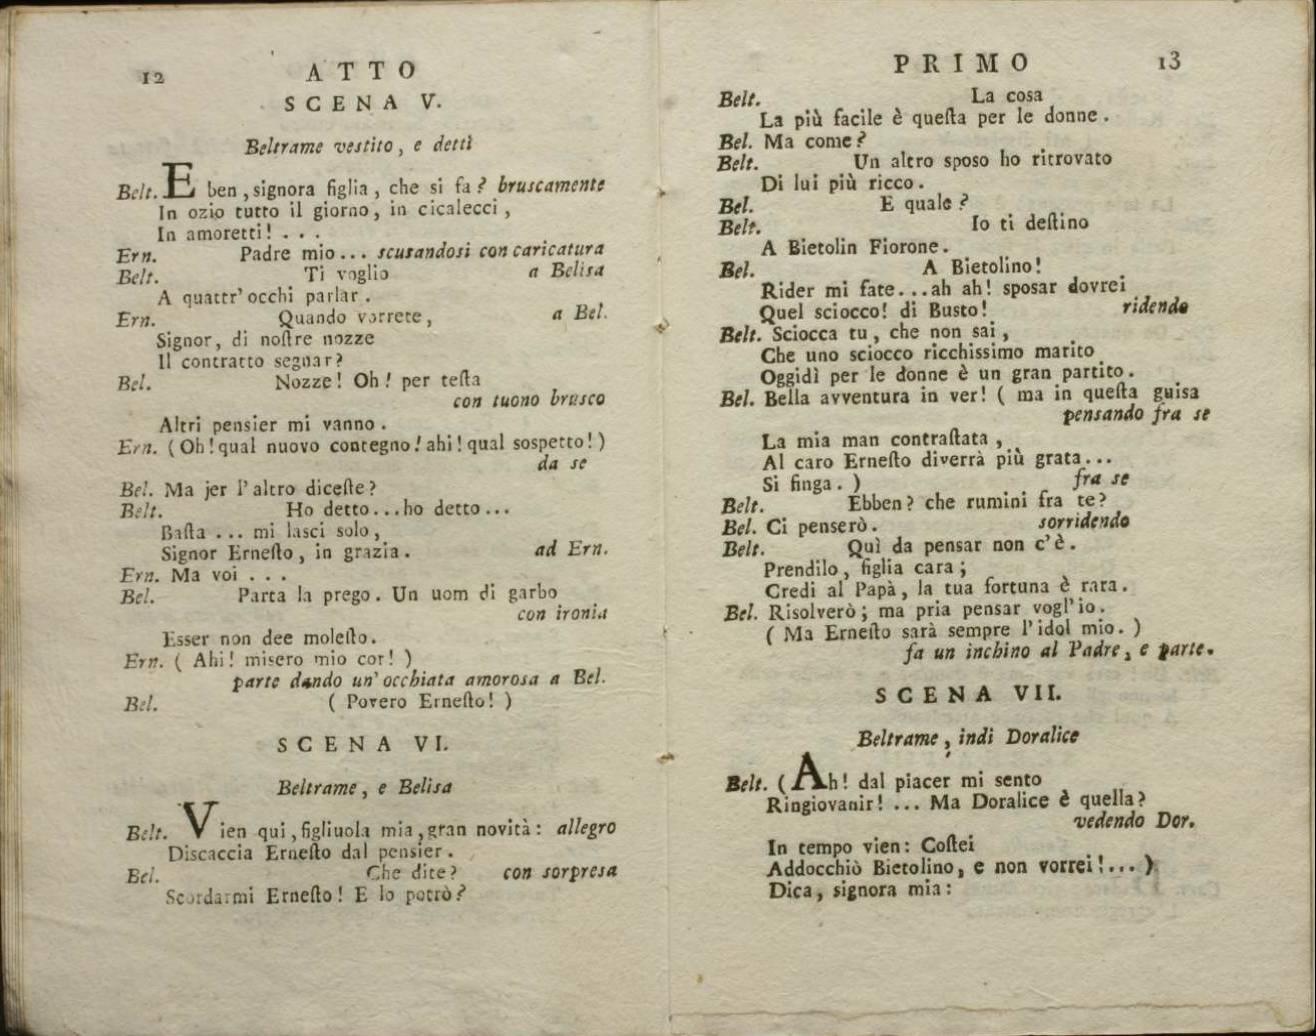 12 ATTO
SCENA V.
Beltrame vestito, e detti
Belt. E ben, signora figlia, che si fa? bruscamente
In ozio tutto il giorno, in cicalecci,
In amoretti! ...
Ern. Padre mio... scusandosi con caricatura
Belt. Ti voglio a Belisa
A quattr'occhi parlar.
Ern. Quando vorrete, a Bel.
Signor, di noſtre nozze
Il contratto segnar?
Bel. Nozze! Oh! per teſta
con tuono brusco
Altri pensier mi vanno.
Ern. (Oh! qual nuovo contegno! ahi! qual sospetto!)
da se
Bel. Ma jer l'altro diceſte?
Belt. Ho detto...ho detto...
Baſta ... mi lasci solo,
Signor Erneſto, in grazia. ad Ern.
Ern. Ma voi ...
Bel. Parta la prego. Un uom di garbo
con ironia
Esser non dee moleſto.
Ern. (Ahi! misero mio cor!)
parte dando un'occhiata amorosa a Bel.
Bel. (Povero Erneſto!)
SCENA VI.
Beltrame, e Belisa
Belt. Vien qui, figliuola mia, gran novità: allegro
Discaccia Erneſto dal pensier.
Bel. Che dite? con sorpresa
Scordarmi Erneſto! E lo potrò?
PRIMO 13
Belt. La cosa
La più facile è queſta per le donne.
Bel. Ma come?
Belt. Un altro sposo ho ritrovato
Di lui più ricco.
Bel. E quale?
Belt. Io ti deſtino
A Bietolin Fiorone.
Bel. A Bietolino!
Rider mi fate...ah ah! sposar dovrei
Quel sciocco! di Busto! ridendo
Belt. Sciocca tu, che non sai,
Che uno sciocco ricchissimo marito
Oggidì per le donne è un gran partito.
Bel. Bella avventura in ver! (ma in queſta guisa
pensando fra se
La mia man contraſtata,
Al caro Erneſto diverrà più grata...
Si finga.) fra se
Belt. Ebben? che rumini fra te?
Bel. Ci penserò. sorridendo
Belt. Quì da pensar non c'è.
Prendilo, figlia cara;
Credi al Papà, la tua fortuna è rara.
Bel. Risolverò; ma pria pensar vogl'io.
(Ma Erneſto sarà sempre l'idol mio.)
fa un inchino al Padre, e parte.
SCENA VII.
Beltrame, indi Doralice
Belt. (Ah! dal piacer mi sento
Ringiovanir! ... Ma Doralice è quella?
vedendo Dor.
In tempo vien: Coſtei
Addocchiò Bietolino, e non vorrei!...)
Dica, signora mia: